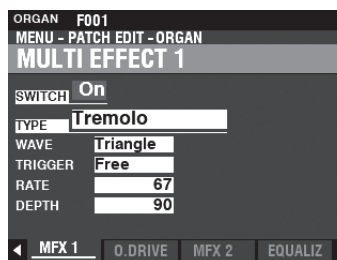 ORGAN F001
MENU - PATCH EDIT - ORGAN
MULTI EFFECT 1
SWITCH On
TYPE Tremolo
WAVE Triangle
TRIGGER Free
RATE 67
DEPTH 90
MFX 1 O.DRIVE MFX 2 EQUALIZ